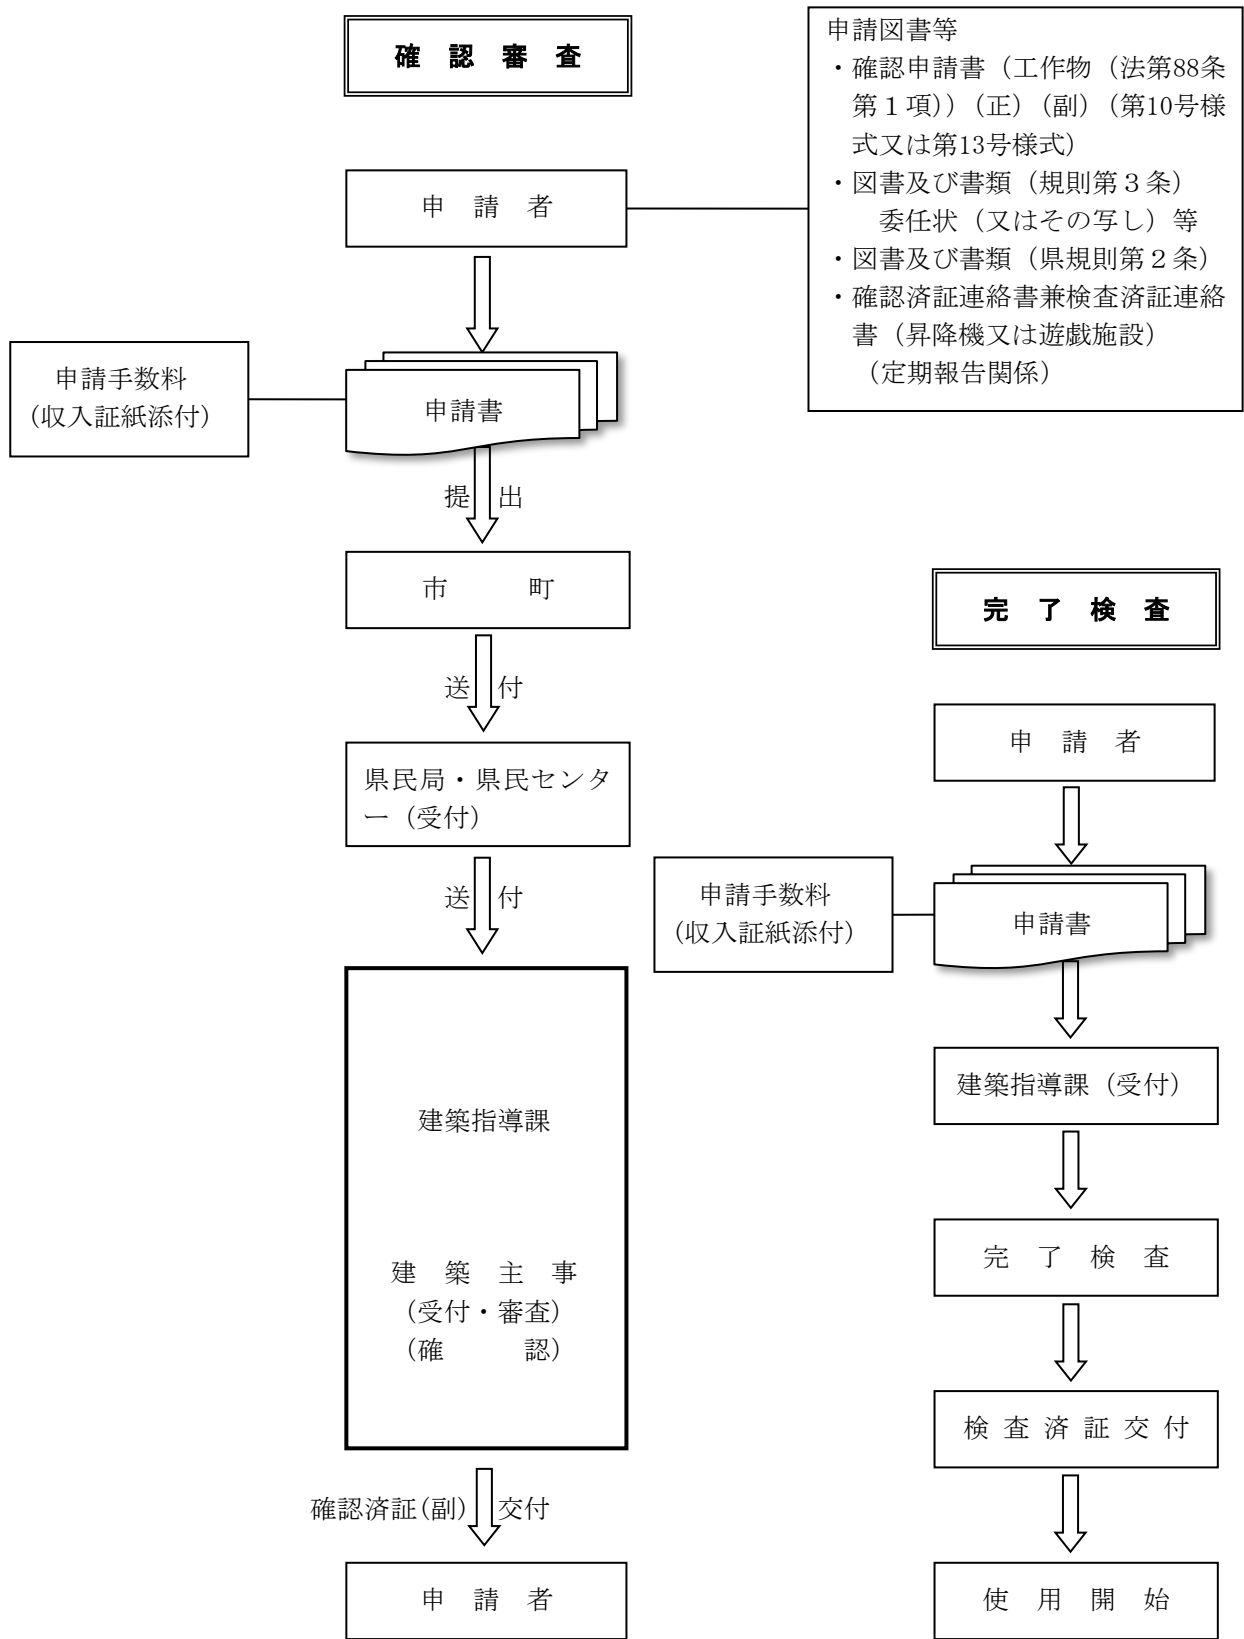 確認審査
申請図書等
・確認申請書（工作物（法第88条
第１項））（正）（副）（第10号様
式又は第13号様式）
・図書及び書類（規則第３条）
委任状（又はその写し）等
・図書及び書類（県規則第２条）
・確認済証連絡書兼検査済証連絡
書（昇降機又は遊戯施設）
（定期報告関係）
申請者
申請手数料
（収入証紙添付）
申請書
提出
市町
送付
県民局・県民センタ
ー（受付）
送付
建築指導課
建築主事
（受付・審査）
（確認）
確認済証(副)交付
申請者
完了検査
申請者
申請手数料
（収入証紙添付）
申請書
建築指導課（受付）
完了検査
検査済証交付
使用開始